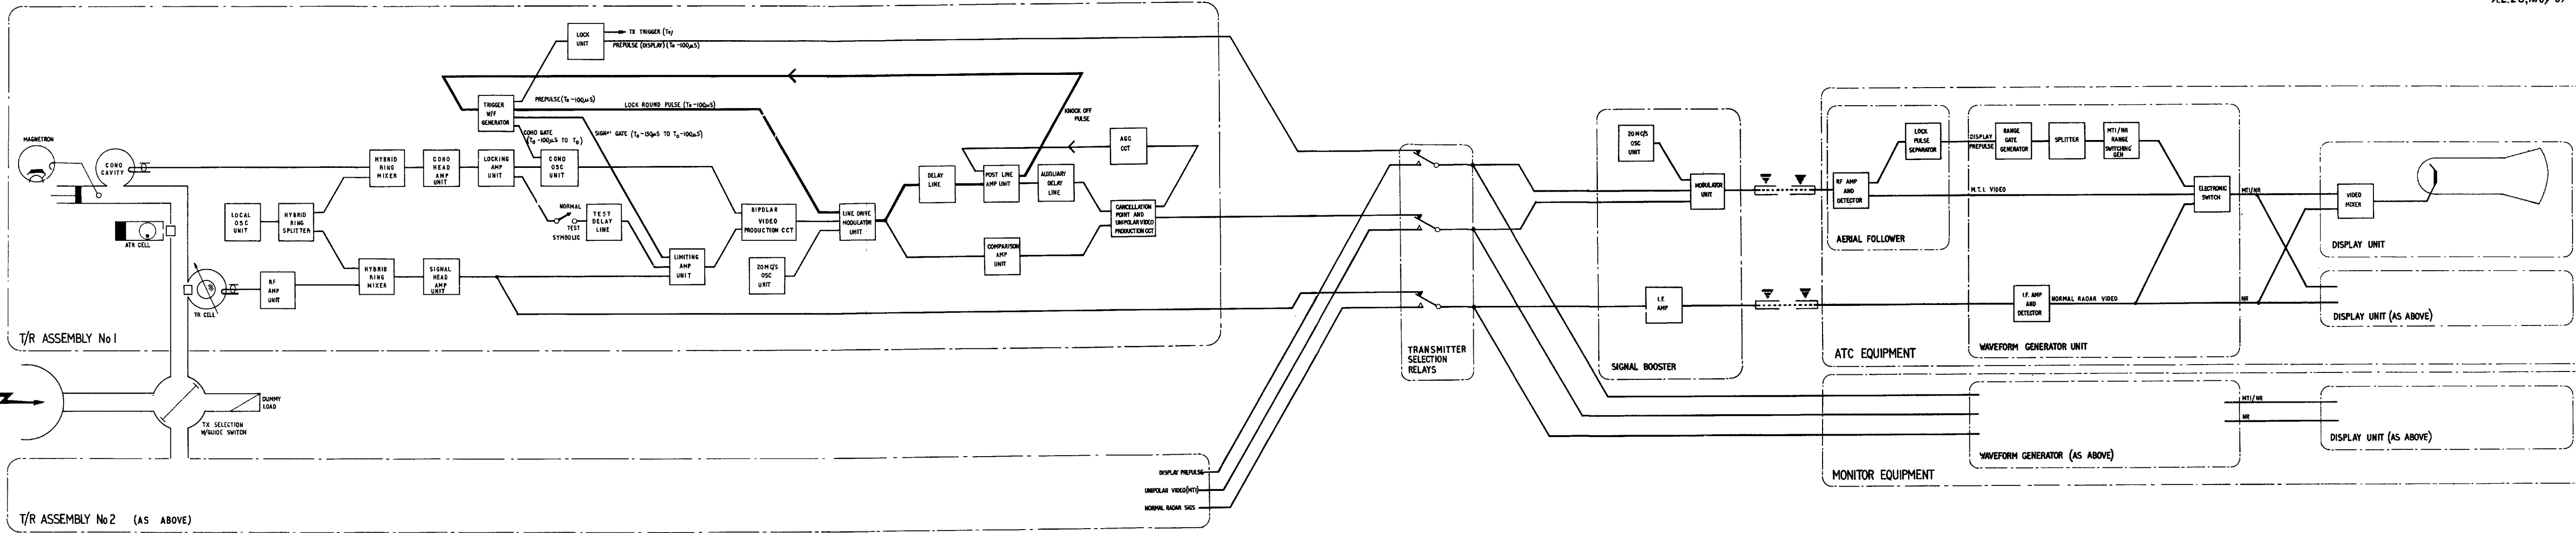 LOCK
UNIT
TX TRIGGER (T₀)
PREPULSE (DISPLAY) (T₀ -100µS)
TRIGGER
W/F
GENERATOR
PREPULSE (T₀ -100µS)
LOCK ROUND PULSE (T₀ -100µS)
COHO GATE
(T₀ -100µS TO T₀)
SIGNAL GATE (T₀ -150µS TO T₀ -100µS)
KNOCK OFF
PULSE
AGC
CCT
MAGNETRON
COHO
CAVITY
HYBRID
RING
MIXER
COHO
HEAD
AMP
UNIT
LOCKING
AMP
UNIT
COHO
OSC
UNIT
DELAY
LINE
POST LINE
AMP UNIT
AUXILIARY
DELAY
LINE
LOCAL
OSC
UNIT
HYBRID
RING
SPLITTER
NORMAL
TEST
SYMBOLIC
TEST
DELAY
LINE
BIPOLAR
VIDEO
PRODUCTION CCT
LINE DRIVE
MODULATOR
UNIT
CANCELLATION
POINT AND
UNIPOLAR VIDEO
PRODUCTION CCT
ATR CELL
COMPARISON
AMP
UNIT
LIMITING
AMP
UNIT
20 MC/S
OSC
UNIT
TR CELL
RF
AMP
UNIT
HYBRID
RING
MIXER
SIGNAL
HEAD
AMP
UNIT
T/R ASSEMBLY No 1
DUMMY
LOAD
TX SELECTION
W/GUIDE SWITCH
T/R ASSEMBLY No 2 (AS ABOVE)
DISPLAY PREPULSE
UNIPOLAR VIDEO (MTI)
NORMAL RADAR SIGS
TRANSMITTER
SELECTION
RELAYS
20 MC/S
OSC
UNIT
MODULATOR
UNIT
I.F.
AMP
SIGNAL BOOSTER
LOCK
PULSE
SEPARATOR
RF AMP
AND
DETECTOR
AERIAL FOLLOWER
DISPLAY
PREPULSE
RANGE
GATE
GENERATOR
SPLITTER
MTI/NR
RANGE
SWITCHING
GEN
M.T.I. VIDEO
ELECTRONIC
SWITCH
MTI/NR
I.F. AMP
AND
DETECTOR
NORMAL RADAR VIDEO
NR
WAVEFORM GENERATOR UNIT
ATC EQUIPMENT
VIDEO
MIXER
DISPLAY UNIT
DISPLAY UNIT (AS ABOVE)
WAVEFORM GENERATOR (AS ABOVE)
MTI/NR
NR
DISPLAY UNIT (AS ABOVE)
MONITOR EQUIPMENT